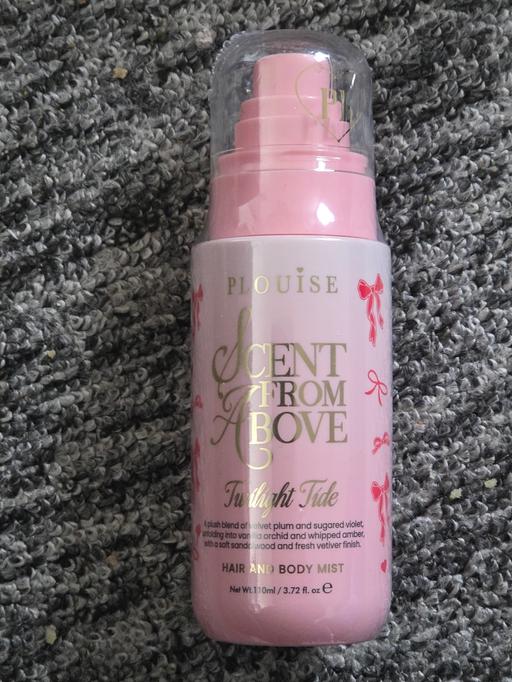 PL
PLOUISE
SCENT
FROM
ABOVE
Twilight Tide
A plush blend of velvet plum and sugared violet,
unfolding into vanilla orchid and whipped amber,
with a soft sandalwood and fresh vetiver finish.
HAIR AND BODY MIST
Net Wt.110ml / 3.72 fl. oz ℮